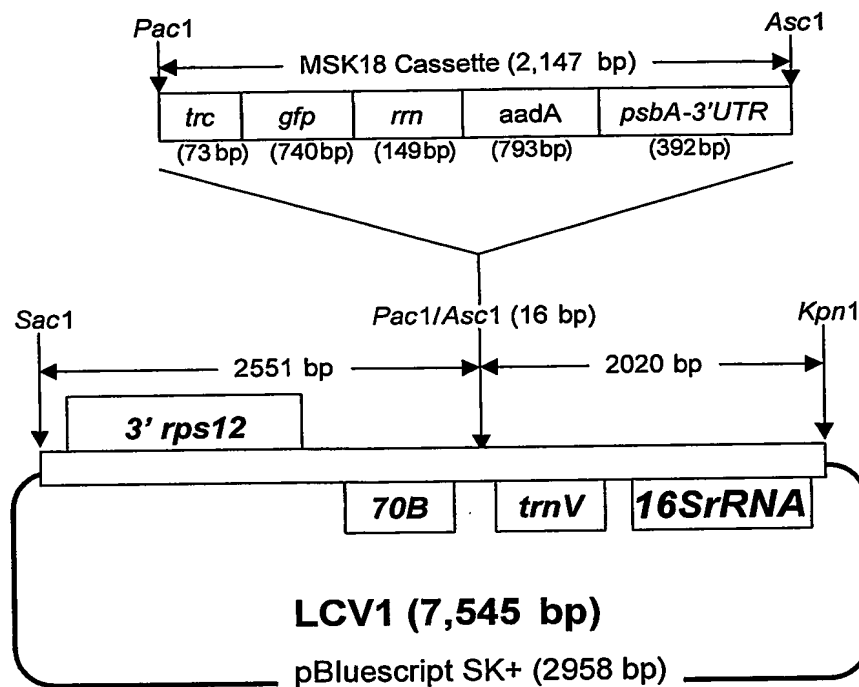 Pac1 Asc1
MSK18 Cassette (2,147 bp)
trc gfp rrn aadA psbA-3'UTR
(73bp) (740bp) (149bp) (793bp) (392bp)
Sac1 Pac1/Asc1 (16 bp) Kpn1
2551 bp 2020 bp
3' rps12
70B trnV 16SrRNA
LCV1 (7,545 bp)
pBluescript SK+ (2958 bp)